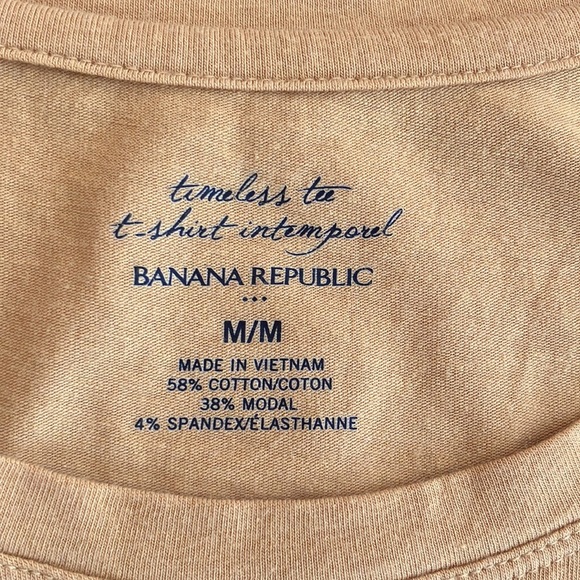 timeless tee
t-shirt intemporel
BANANA REPUBLIC
...
M/M
MADE IN VIETNAM
58% COTTON/COTON
38% MODAL
4% SPANDEX/ÉLASTHANNE